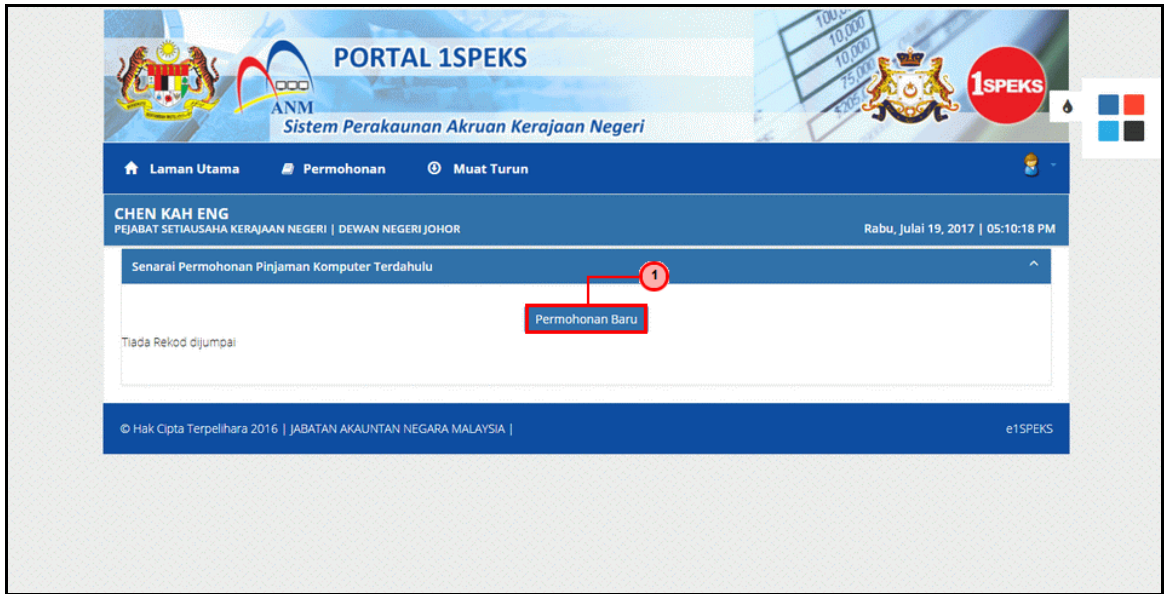 PORTAL 1SPEKS
ANM
Sistem Perakaunan Akruan Kerajaan Negeri
1SPEKS
Laman Utama
Permohonan
Muat Turun
CHEN KAH ENG
PEJABAT SETIAUSAHA KERAJAAN NEGERI | DEWAN NEGERI JOHOR
Rabu, Julai 19, 2017 | 05:10:18 PM
Senarai Permohonan Pinjaman Komputer Terdahulu
1
Permohonan Baru
Tiada Rekod dijumpai
© Hak Cipta Terpelihara 2016 | JABATAN AKAUNTAN NEGARA MALAYSIA |
e1SPEKS